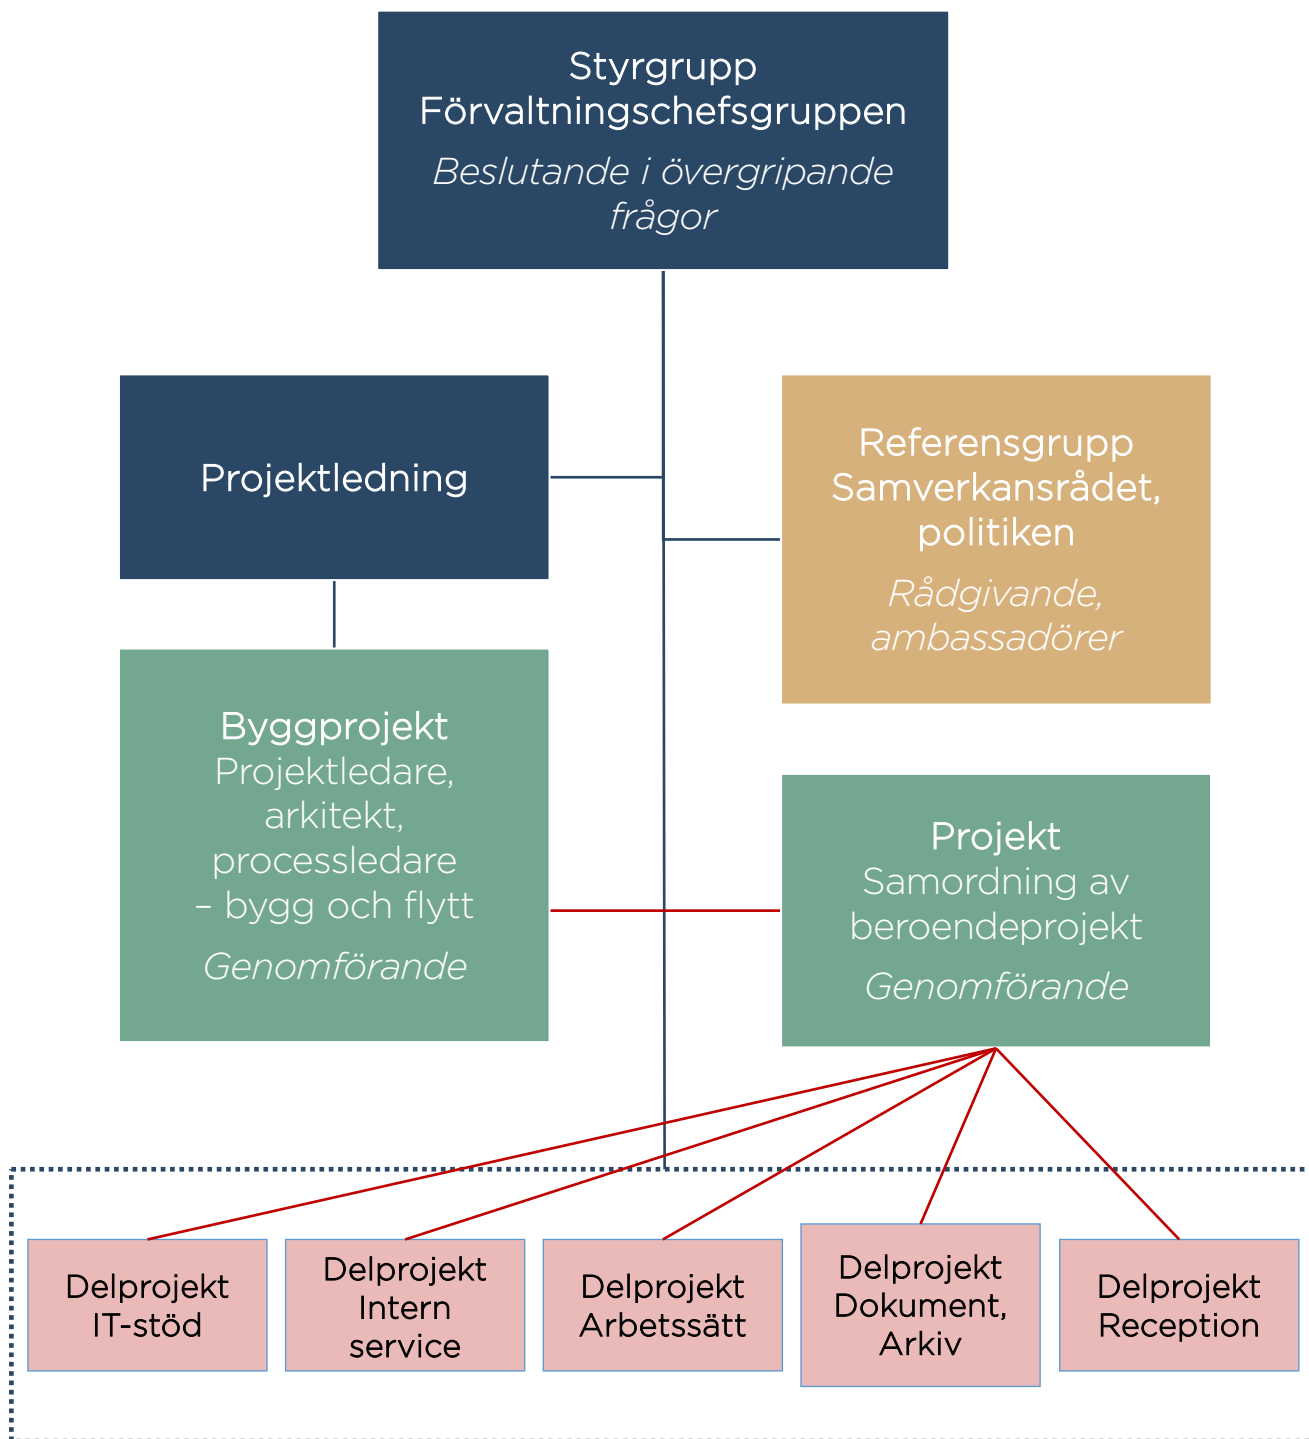 Styrgrupp
Förvaltningschefsgruppen
Beslutande i övergripande
frågor
Projektledning
Referensgrupp
Samverkansrådet,
politiken
Rådgivande,
ambassadörer
Byggprojekt
Projektledare,
arkitekt,
processledare
– bygg och flytt
Genomförande
Projekt
Samordning av
beroendeprojekt
Genomförande
Delprojekt
IT-stöd
Delprojekt
Intern
service
Delprojekt
Arbetssätt
Delprojekt
Dokument,
Arkiv
Delprojekt
Reception